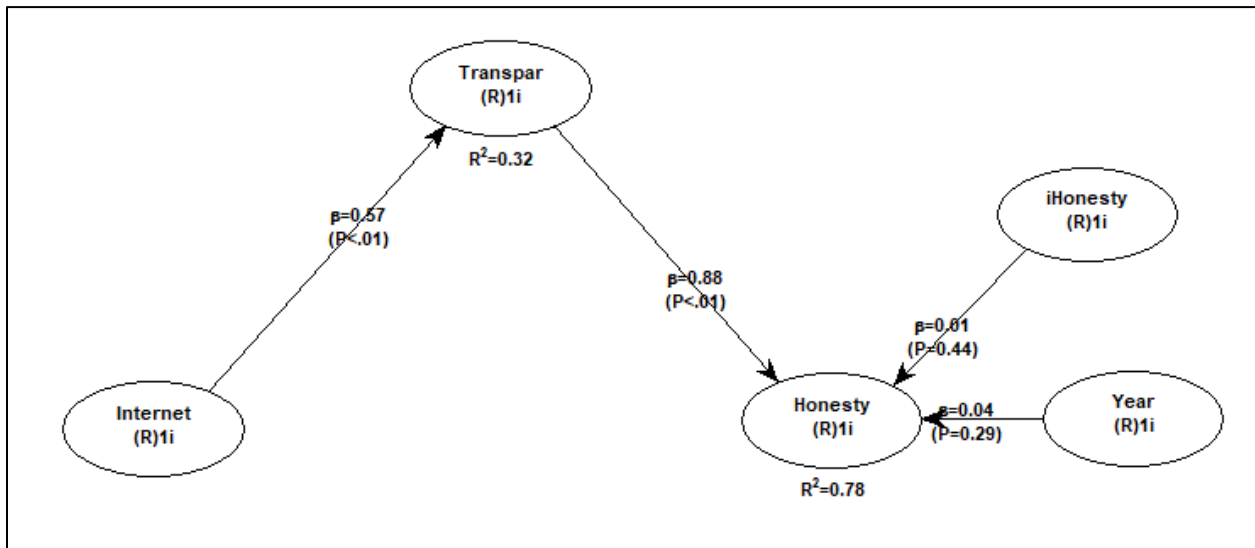 Transpar
(R)1i
R²=0.32
iHonesty
(R)1i
β=0.57
(P<.01)
β=0.88
(P<.01)
β=0.01
(P=0.44)
Internet
(R)1i
Honesty
(R)1i
β=0.04
(P=0.29)
Year
(R)1i
R²=0.78